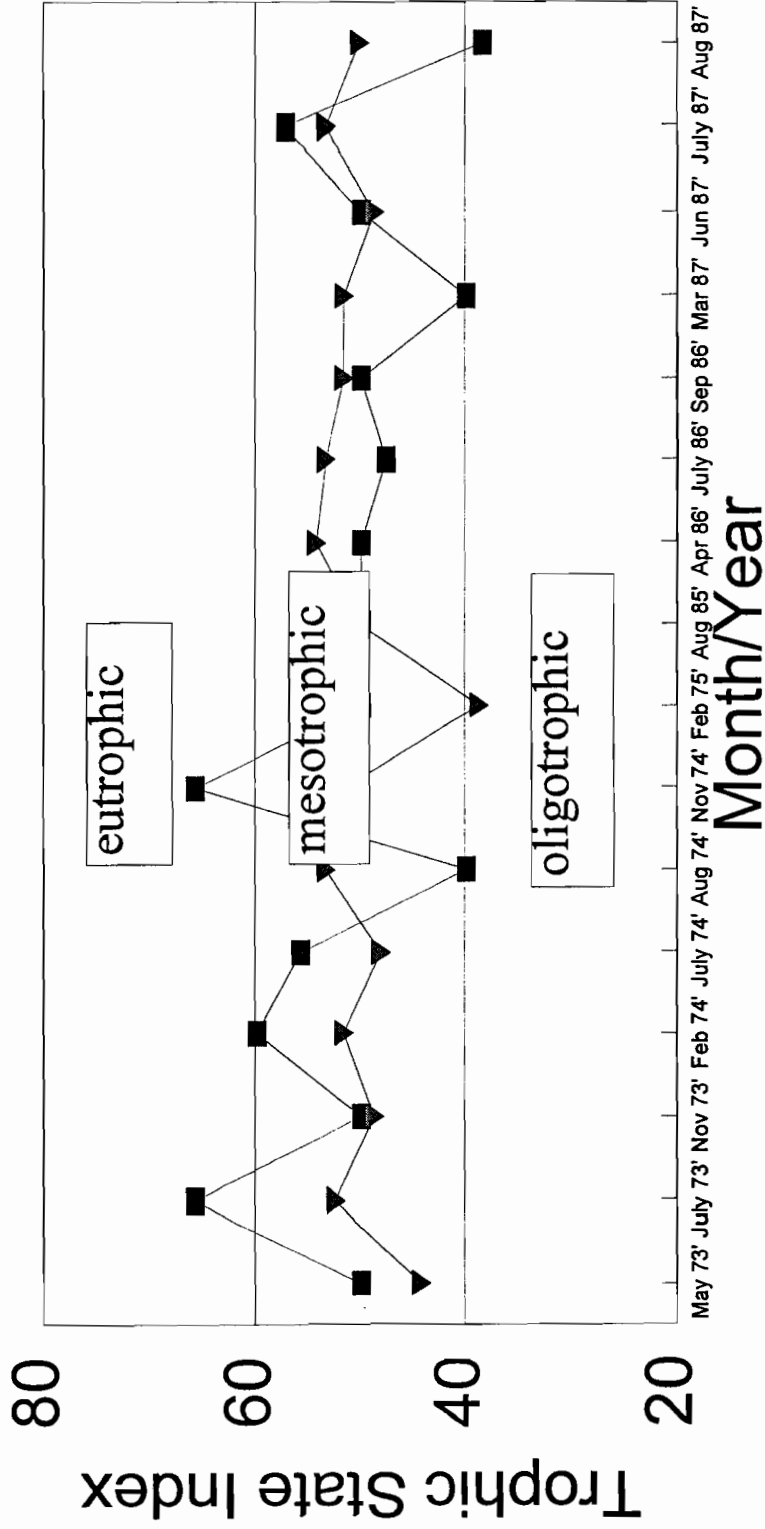 Trophic State Index
80
60
40
20
eutrophic
mesotrophic
oligotrophic
May 73' July 73' Nov 73' Feb 74' July 74' Aug 74' Nov 74' Feb 75' Aug 85' Apr 86' July 86' Sep 86' Mar 87' Jun 87' July 87' Aug 87'
Month/Year